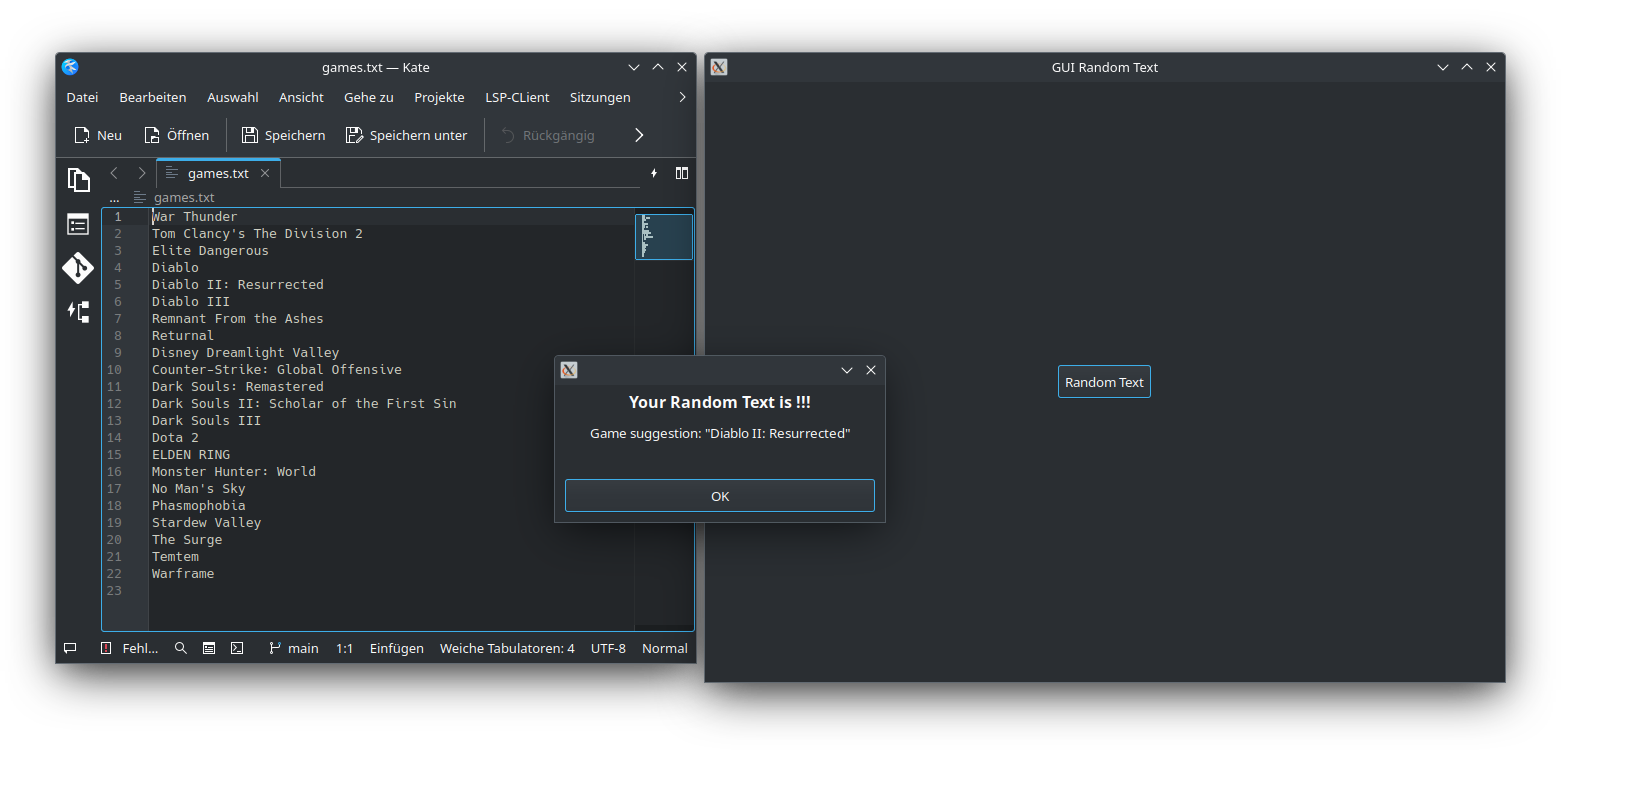 games.txt — Kate
Datei Bearbeiten Auswahl Ansicht Gehe zu Projekte LSP-CLient Sitzungen
Neu Öffnen Speichern Speichern unter Rückgängig
games.txt
... games.txt
1 War Thunder
2 Tom Clancy's The Division 2
3 Elite Dangerous
4 Diablo
5 Diablo II: Resurrected
6 Diablo III
7 Remnant From the Ashes
8 Returnal
9 Disney Dreamlight Valley
10 Counter-Strike: Global Offensive
11 Dark Souls: Remastered
12 Dark Souls II: Scholar of the First Sin
13 Dark Souls III
14 Dota 2
15 ELDEN RING
16 Monster Hunter: World
17 No Man's Sky
18 Phasmophobia
19 Stardew Valley
20 The Surge
21 Temtem
22 Warframe
23
Fehl... main 1:1 Einfügen Weiche Tabulatoren: 4 UTF-8 Normal
GUI Random Text
Random Text
Your Random Text is !!!
Game suggestion: "Diablo II: Resurrected"
OK